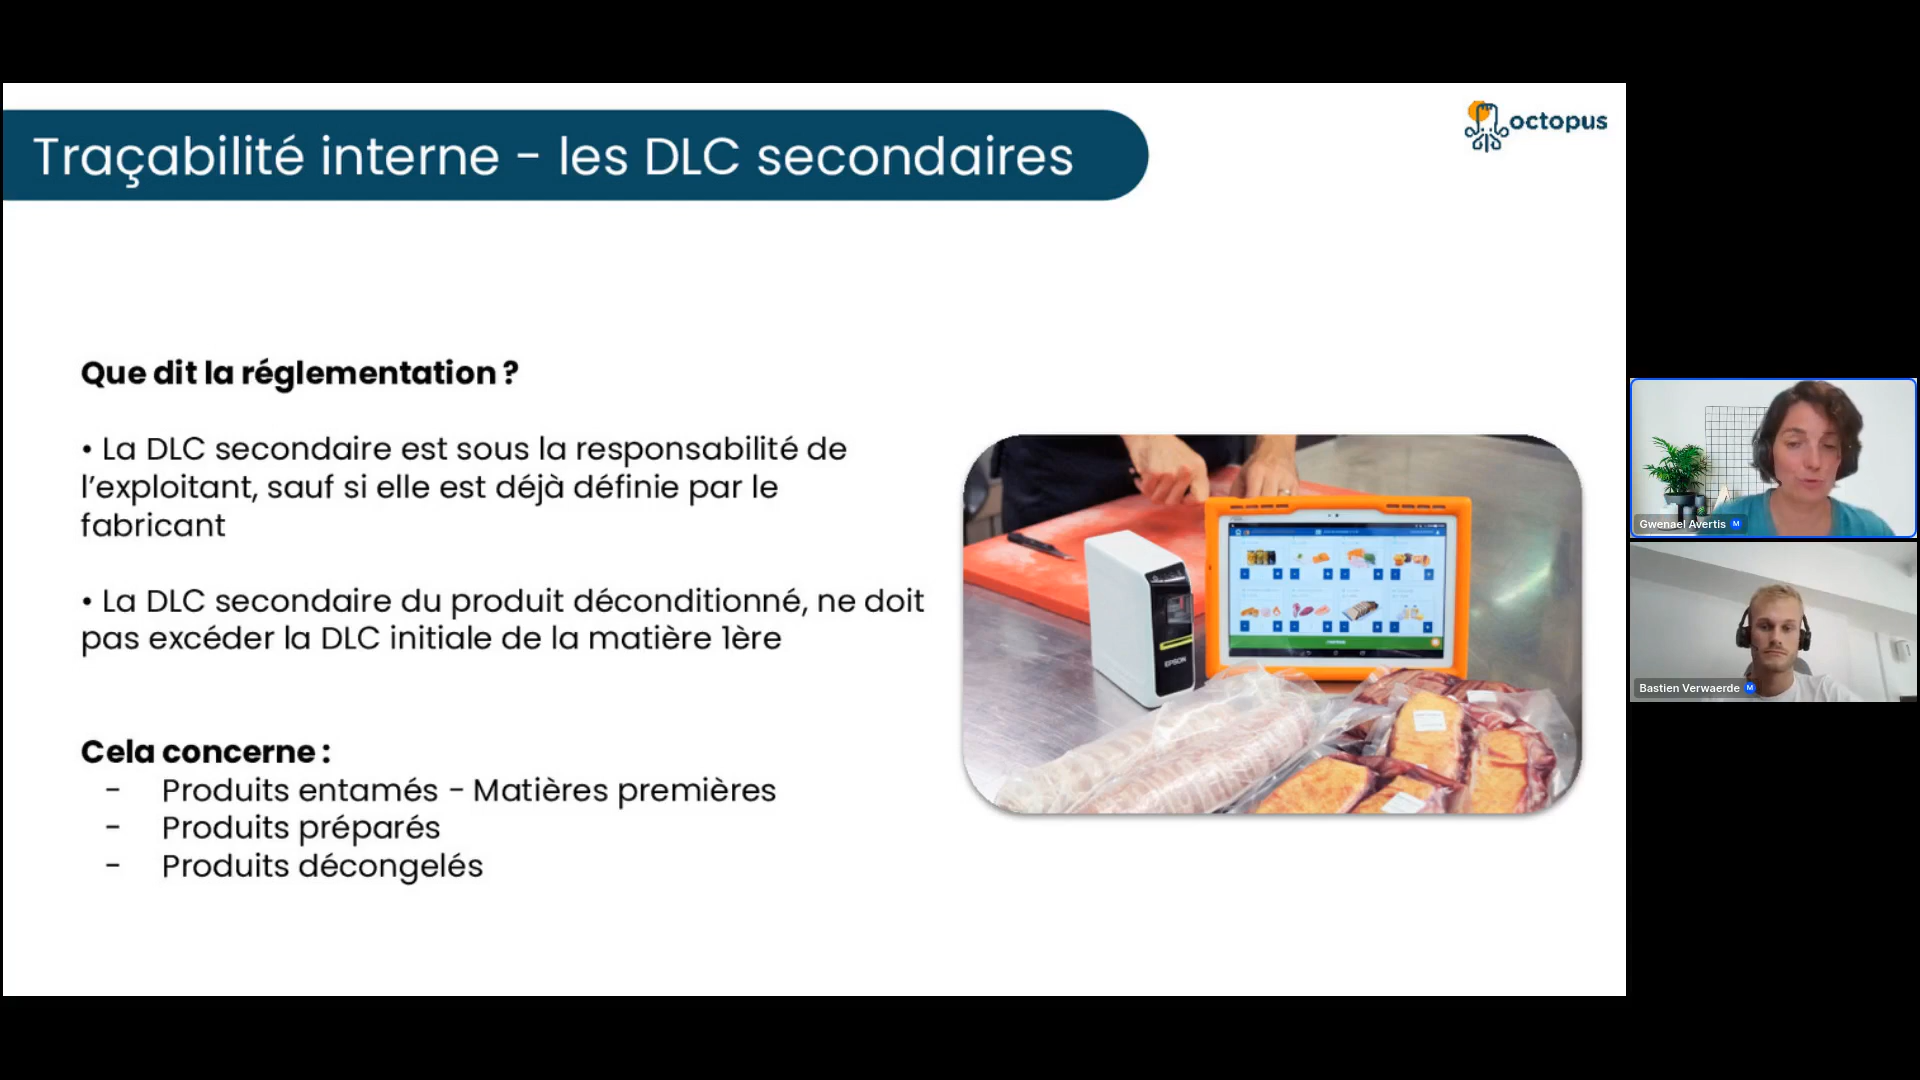 Traçabilité interne - les DLC secondaires
octopus
Que dit la réglementation ?
• La DLC secondaire est sous la responsabilité de
l'exploitant, sauf si elle est déjà définie par le
fabricant
• La DLC secondaire du produit déconditionné, ne doit
pas excéder la DLC initiale de la matière 1ère
Cela concerne :
- Produits entamés - Matières premières
- Produits préparés
- Produits décongelés
EPSON
Gwenael Avertis M
Bastien Verwaerde M